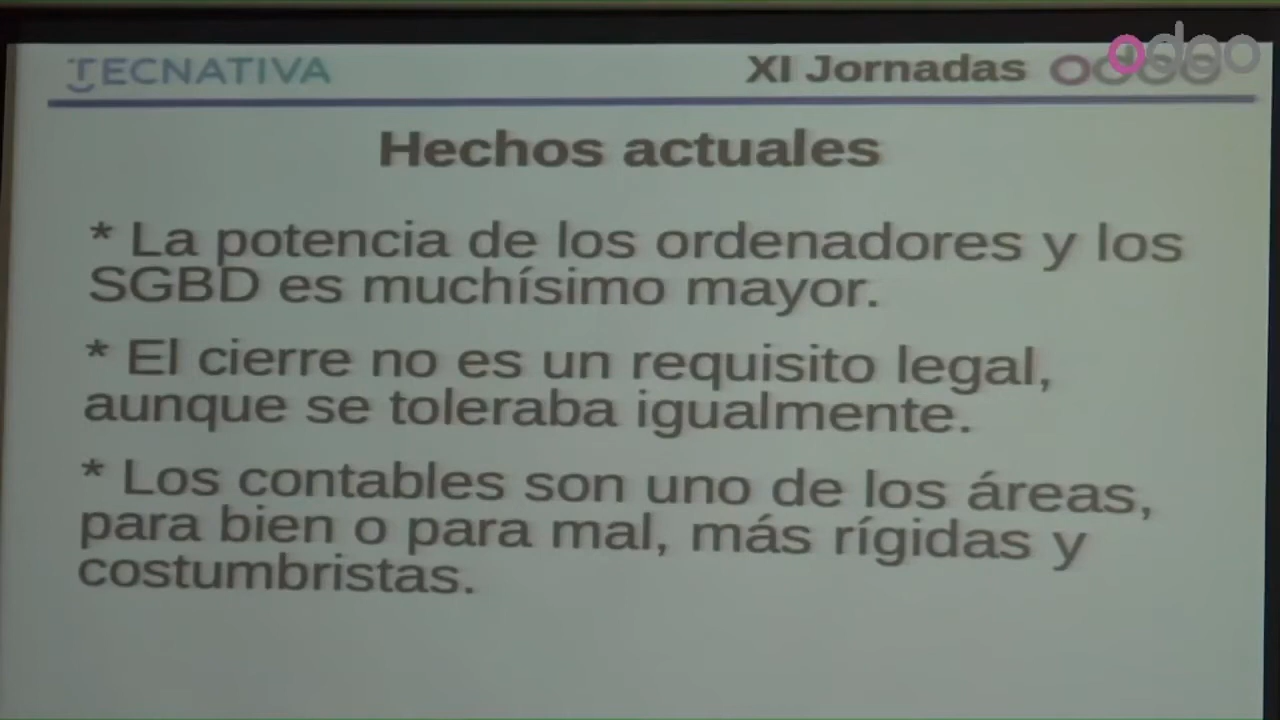 TECNATIVA
XI Jornadas odoo
odoo
Hechos actuales
* La potencia de los ordenadores y los
SGBD es muchísimo mayor.
* El cierre no es un requisito legal,
aunque se toleraba igualmente.
* Los contables son uno de los áreas,
para bien o para mal, más rígidas y
costumbristas.